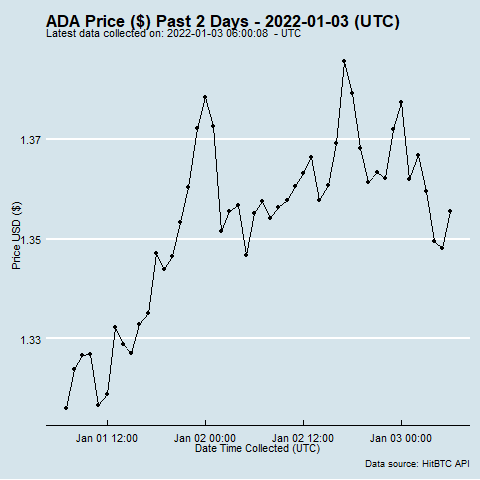 ADA Price ($) Past 2 Days - 2022-01-03 (UTC)
Latest data collected on: 2022-01-03 06:00:08 - UTC
1.37
1.35
1.33
Price USD ($)
Jan 01 12:00
Jan 02 00:00
Jan 02 12:00
Jan 03 00:00
Date Time Collected (UTC)
Data source: HitBTC API